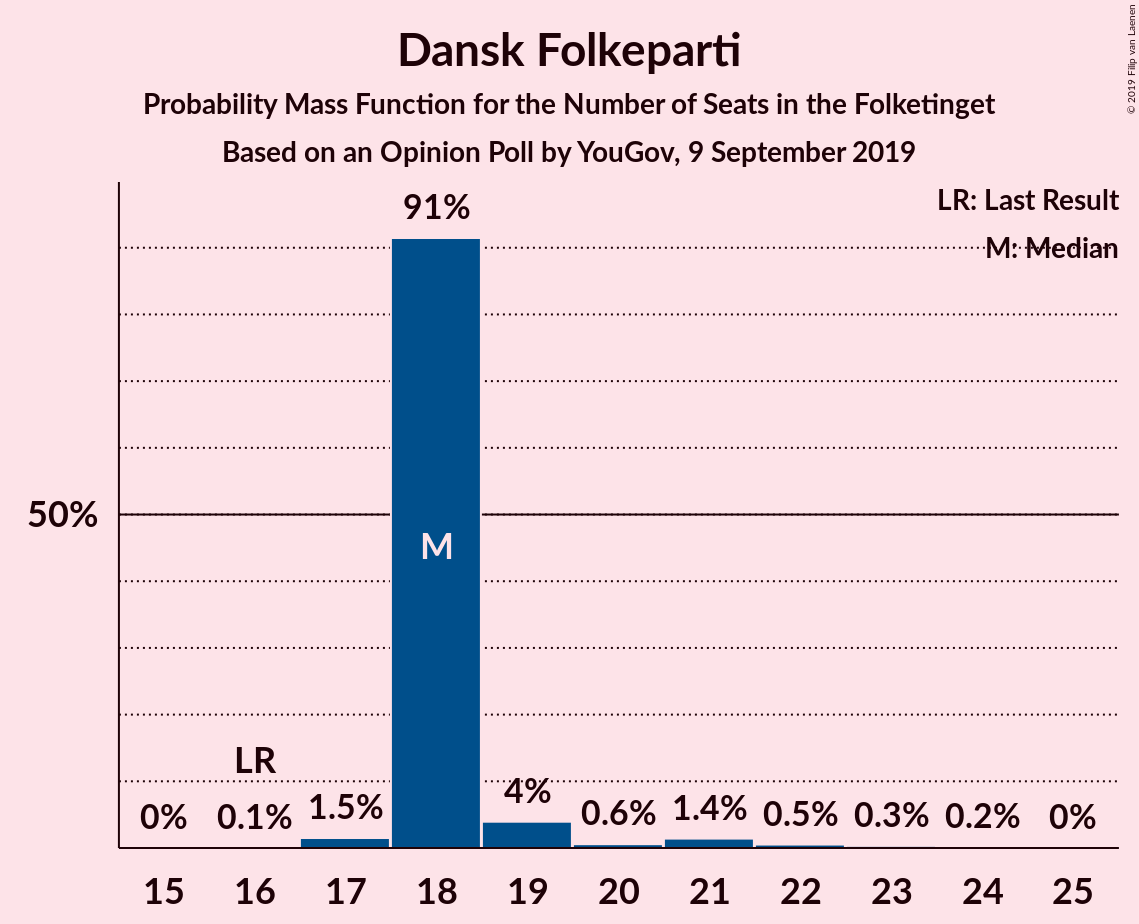 Dansk Folkeparti
Probability Mass Function for the Number of Seats in the Folketinget
Based on an Opinion Poll by YouGov, 9 September 2019
© 2019 Filip van Laenen
LR: Last Result
M: Median
91%
50%
M
LR
0%
0.1%
1.5%
4%
0.6%
1.4%
0.5%
0.3%
0.2%
0%
15 16 17 18 19 20 21 22 23 24 25